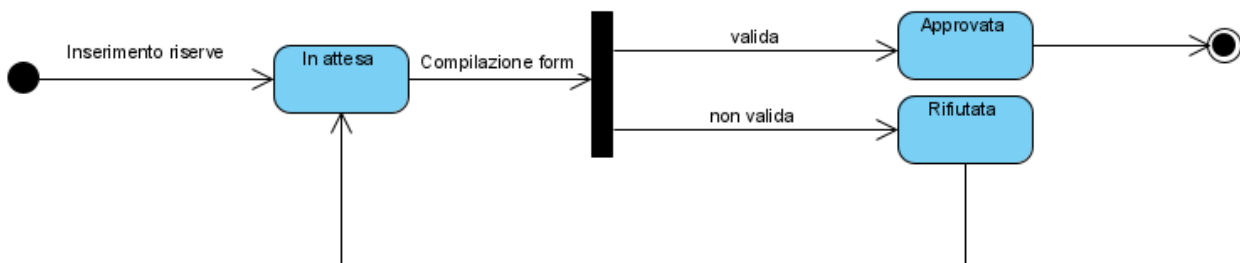 Inserimento riserve
In attesa
Compilazione form
valida
Approvata
non valida
Rifiutata